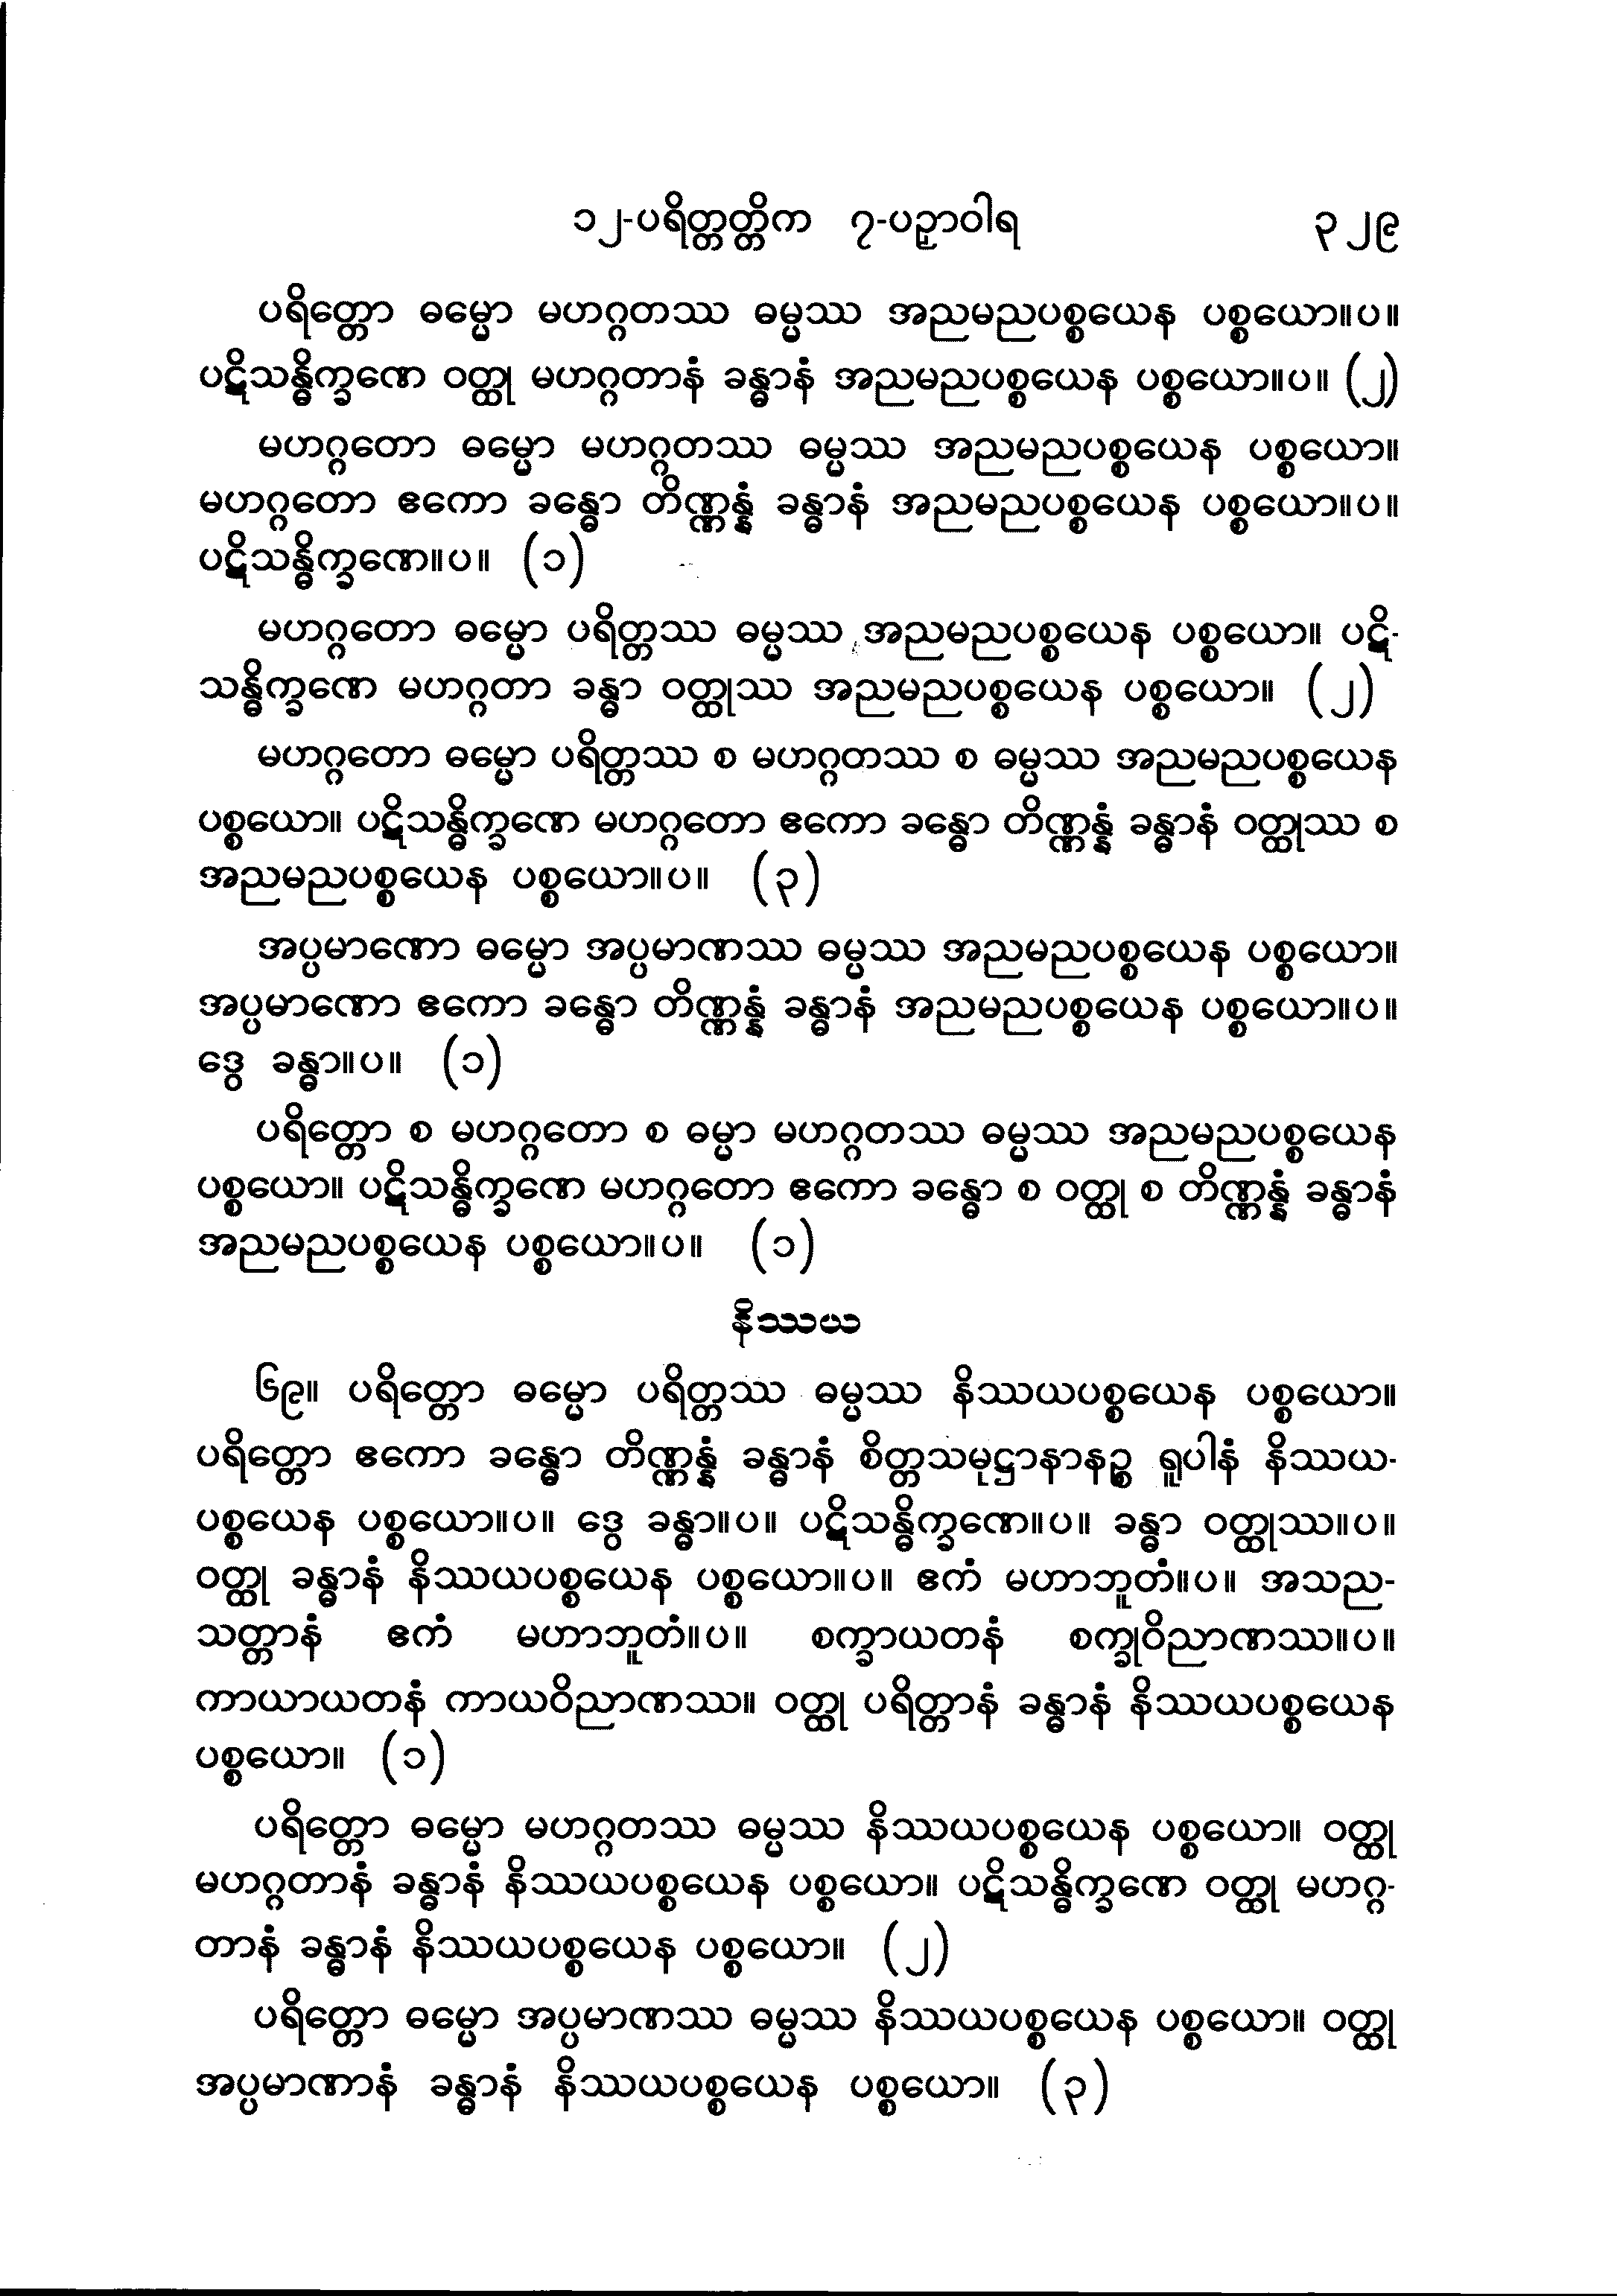 ၁၂-ပရိတ္တတ္တိက ၇-ပဉှာဝါရ ၃၂၉
ပရိတ္တော ဓမ္မော မဟဂ္ဂတဿ ဓမ္မဿ အညမညပစ္စယေန ပစ္စယော။ပ။
ပဋိသန္ဓိက္ခဏေ ဝတ္ထု မဟဂ္ဂတာနံ ခန္ဓာနံ အညမညပစ္စယေန ပစ္စယော။ပ။ (၂)
မဟဂ္ဂတော ဓမ္မော မဟဂ္ဂတဿ ဓမ္မဿ အညမညပစ္စယေန ပစ္စယော။
မဟဂ္ဂတော ဧကော ခန္ဓော တိဏ္ဏန္နံ ခန္ဓာနံ အညမညပစ္စယေန ပစ္စယော။ပ။
ပဋိသန္ဓိက္ခဏေ။ပ။ (၁)
မဟဂ္ဂတော ဓမ္မော ပရိတ္တဿ ဓမ္မဿ အညမညပစ္စယေန ပစ္စယော။ ပဋိ-
သန္ဓိက္ခဏေ မဟဂ္ဂတာ ခန္ဓာ ဝတ္ထုဿ အညမညပစ္စယေန ပစ္စယော။ (၂)
မဟဂ္ဂတော ဓမ္မော ပရိတ္တဿ စ မဟဂ္ဂတဿ စ ဓမ္မဿ အညမညပစ္စယေန
ပစ္စယော။ ပဋိသန္ဓိက္ခဏေ မဟဂ္ဂတော ဧကော ခန္ဓော တိဏ္ဏန္နံ ခန္ဓာနံ ဝတ္ထုဿ စ
အညမညပစ္စယေန ပစ္စယော။ပ။ (၃)
အပ္ပမာဏော ဓမ္မော အပ္ပမာဏဿ ဓမ္မဿ အညမညပစ္စယေန ပစ္စယော။
အပ္ပမာဏော ဧကော ခန္ဓော တိဏ္ဏန္နံ ခန္ဓာနံ အညမညပစ္စယေန ပစ္စယော။ပ။
ဒွေ ခန္ဓာ။ပ။ (၁)
ပရိတ္တော စ မဟဂ္ဂတော စ ဓမ္မာ မဟဂ္ဂတဿ ဓမ္မဿ အညမညပစ္စယေန
ပစ္စယော။ ပဋိသန္ဓိက္ခဏေ မဟဂ္ဂတော ဧကော ခန္ဓော စ ဝတ္ထု စ တိဏ္ဏန္နံ ခန္ဓာနံ
အညမညပစ္စယေန ပစ္စယော။ပ။ (၁)
နိဿယ
၆၉။ ပရိတ္တော ဓမ္မော ပရိတ္တဿ ဓမ္မဿ နိဿယပစ္စယေန ပစ္စယော။
ပရိတ္တော ဧကော ခန္ဓော တိဏ္ဏန္နံ ခန္ဓာနံ စိတ္တသမုဋ္ဌာနာနဉ္စ ရူပါနံ နိဿယ-
ပစ္စယေန ပစ္စယော။ပ။ ဒွေ ခန္ဓာ။ပ။ ပဋိသန္ဓိက္ခဏေ။ပ။ ခန္ဓာ ဝတ္ထုဿ။ပ။
ဝတ္ထု ခန္ဓာနံ နိဿယပစ္စယေန ပစ္စယော။ပ။ ဧကံ မဟာဘူတံ။ပ။ အသည-
သတ္တာနံ ဧကံ မဟာဘူတံ။ပ။ စက္ခာယတနံ စက္ခုဝိညာဏဿ။ပ။
ကာယာယတနံ ကာယဝိညာဏဿ။ ဝတ္ထု ပရိတ္တာနံ ခန္ဓာနံ နိဿယပစ္စယေန
ပစ္စယော။ (၁)
ပရိတ္တော ဓမ္မော မဟဂ္ဂတဿ ဓမ္မဿ နိဿယပစ္စယေန ပစ္စယော။ ဝတ္ထု
မဟဂ္ဂတာနံ ခန္ဓာနံ နိဿယပစ္စယေန ပစ္စယော။ ပဋိသန္ဓိက္ခဏေ ဝတ္ထု မဟဂ္ဂ-
တာနံ ခန္ဓာနံ နိဿယပစ္စယေန ပစ္စယော။ (၂)
ပရိတ္တော ဓမ္မော အပ္ပမာဏဿ ဓမ္မဿ နိဿယပစ္စယေန ပစ္စယော။ ဝတ္ထု
အပ္ပမာဏာနံ ခန္ဓာနံ နိဿယပစ္စယေန ပစ္စယော။ (၃)